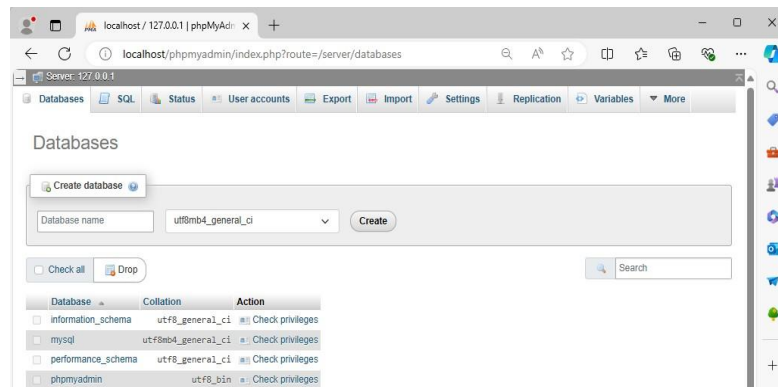 localhost / 127.0.0.1 | phpMyAdm
localhost/phpmyadmin/index.php?route=/server/databases
Server: 127.0.0.1
Databases SQL Status User accounts Export Import Settings Replication Variables More
Databases
Create database
Database name utf8mb4_general_ci Create
Check all Drop Search
Database Collation Action
information_schema utf8_general_ci Check privileges
mysql utf8mb4_general_ci Check privileges
performance_schema utf8_general_ci Check privileges
phpmyadmin utf8_bin Check privileges